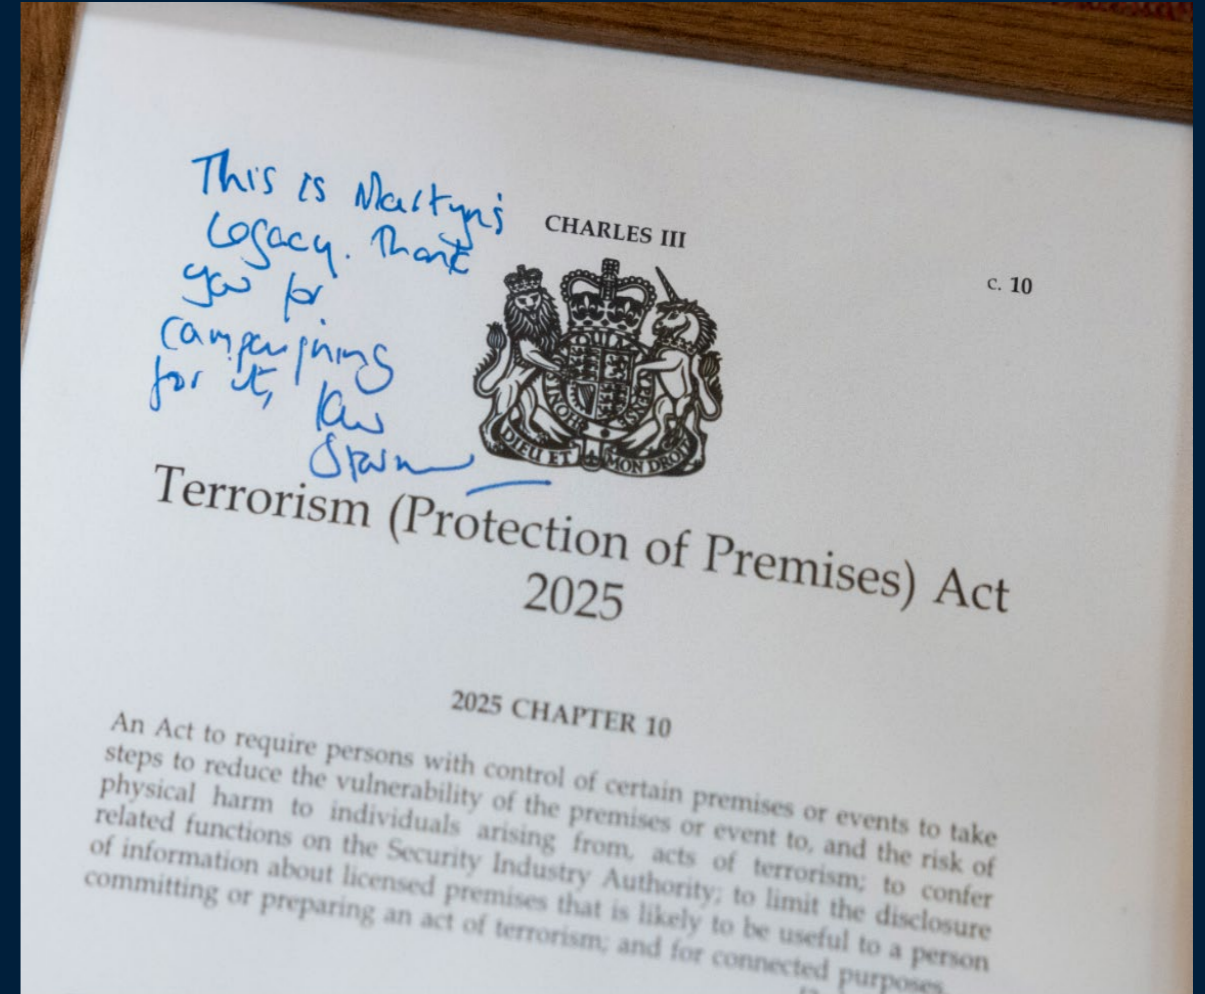 This is Martyn's
Legacy. Thank
you for
campaigning
for it,
Keir
Starmer
CHARLES III
c. 10
HONI
PENSE
DIEU ET MON DROIT
Terrorism (Protection of Premises) Act
2025
2025 CHAPTER 10
An Act to require persons with control of certain premises or events to take
steps to reduce the vulnerability of the premises or event to, and the risk of
physical harm to individuals arising from, acts of terrorism; to confer
related functions on the Security Industry Authority; to limit the disclosure
of information about licensed premises that is likely to be useful to a person
committing or preparing an act of terrorism; and for connected purposes.